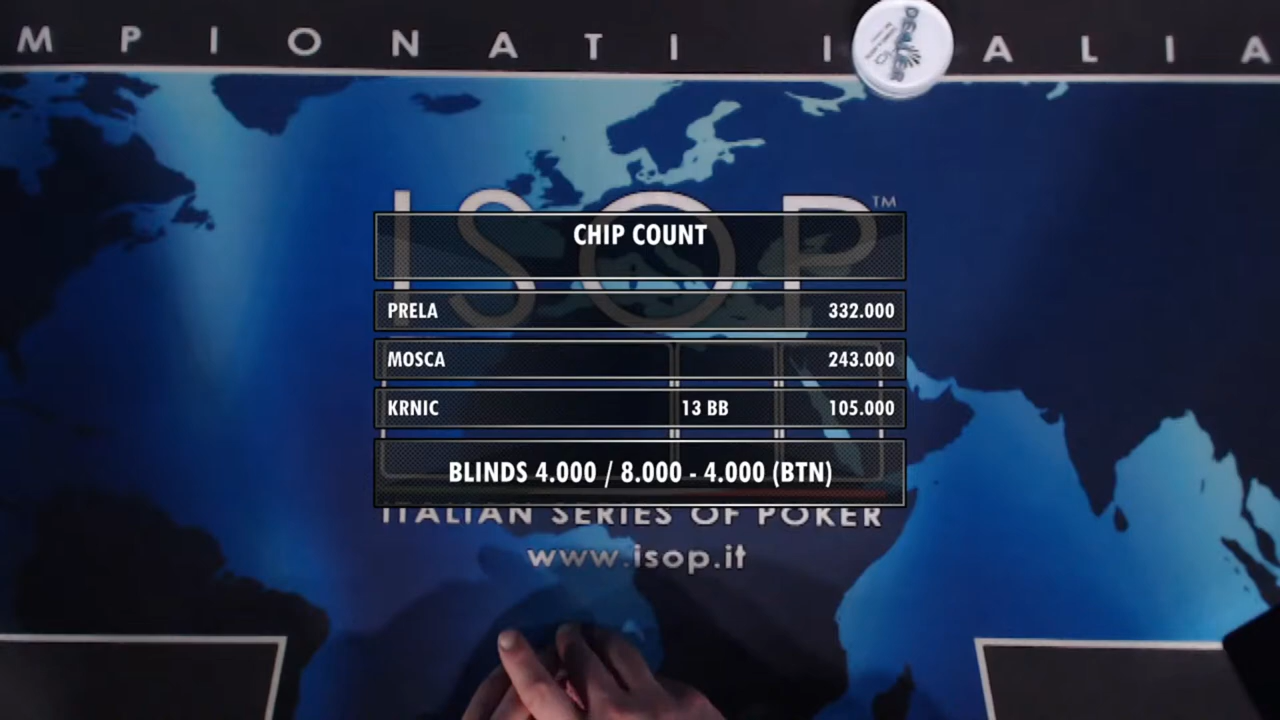 MPIONATI I ALIA
DEALER
ISOP™
CHIP COUNT
PRELA 332.000
MOSCA 243.000
KRNIC 13 BB 105.000
BLINDS 4.000 / 8.000 - 4.000 (BTN)
ITALIAN SERIES OF POKER
www.isop.it